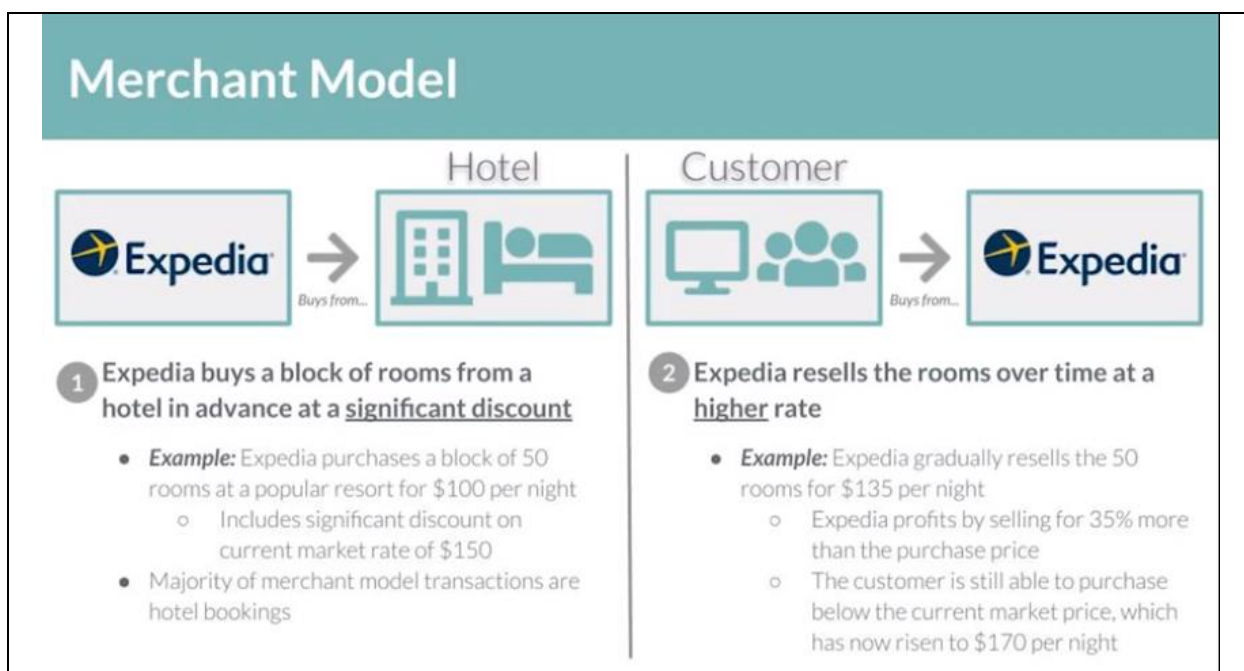 Merchant Model
Hotel
Expedia
Buys from...
1
Expedia buys a block of rooms from a
hotel in advance at a significant discount
● Example: Expedia purchases a block of 50
rooms at a popular resort for $100 per night
○ Includes significant discount on
current market rate of $150
● Majority of merchant model transactions are
hotel bookings
Customer
Buys from...
Expedia
2
Expedia resells the rooms over time at a
higher rate
● Example: Expedia gradually resells the 50
rooms for $135 per night
○ Expedia profits by selling for 35% more
than the purchase price
○ The customer is still able to purchase
below the current market price, which
has now risen to $170 per night